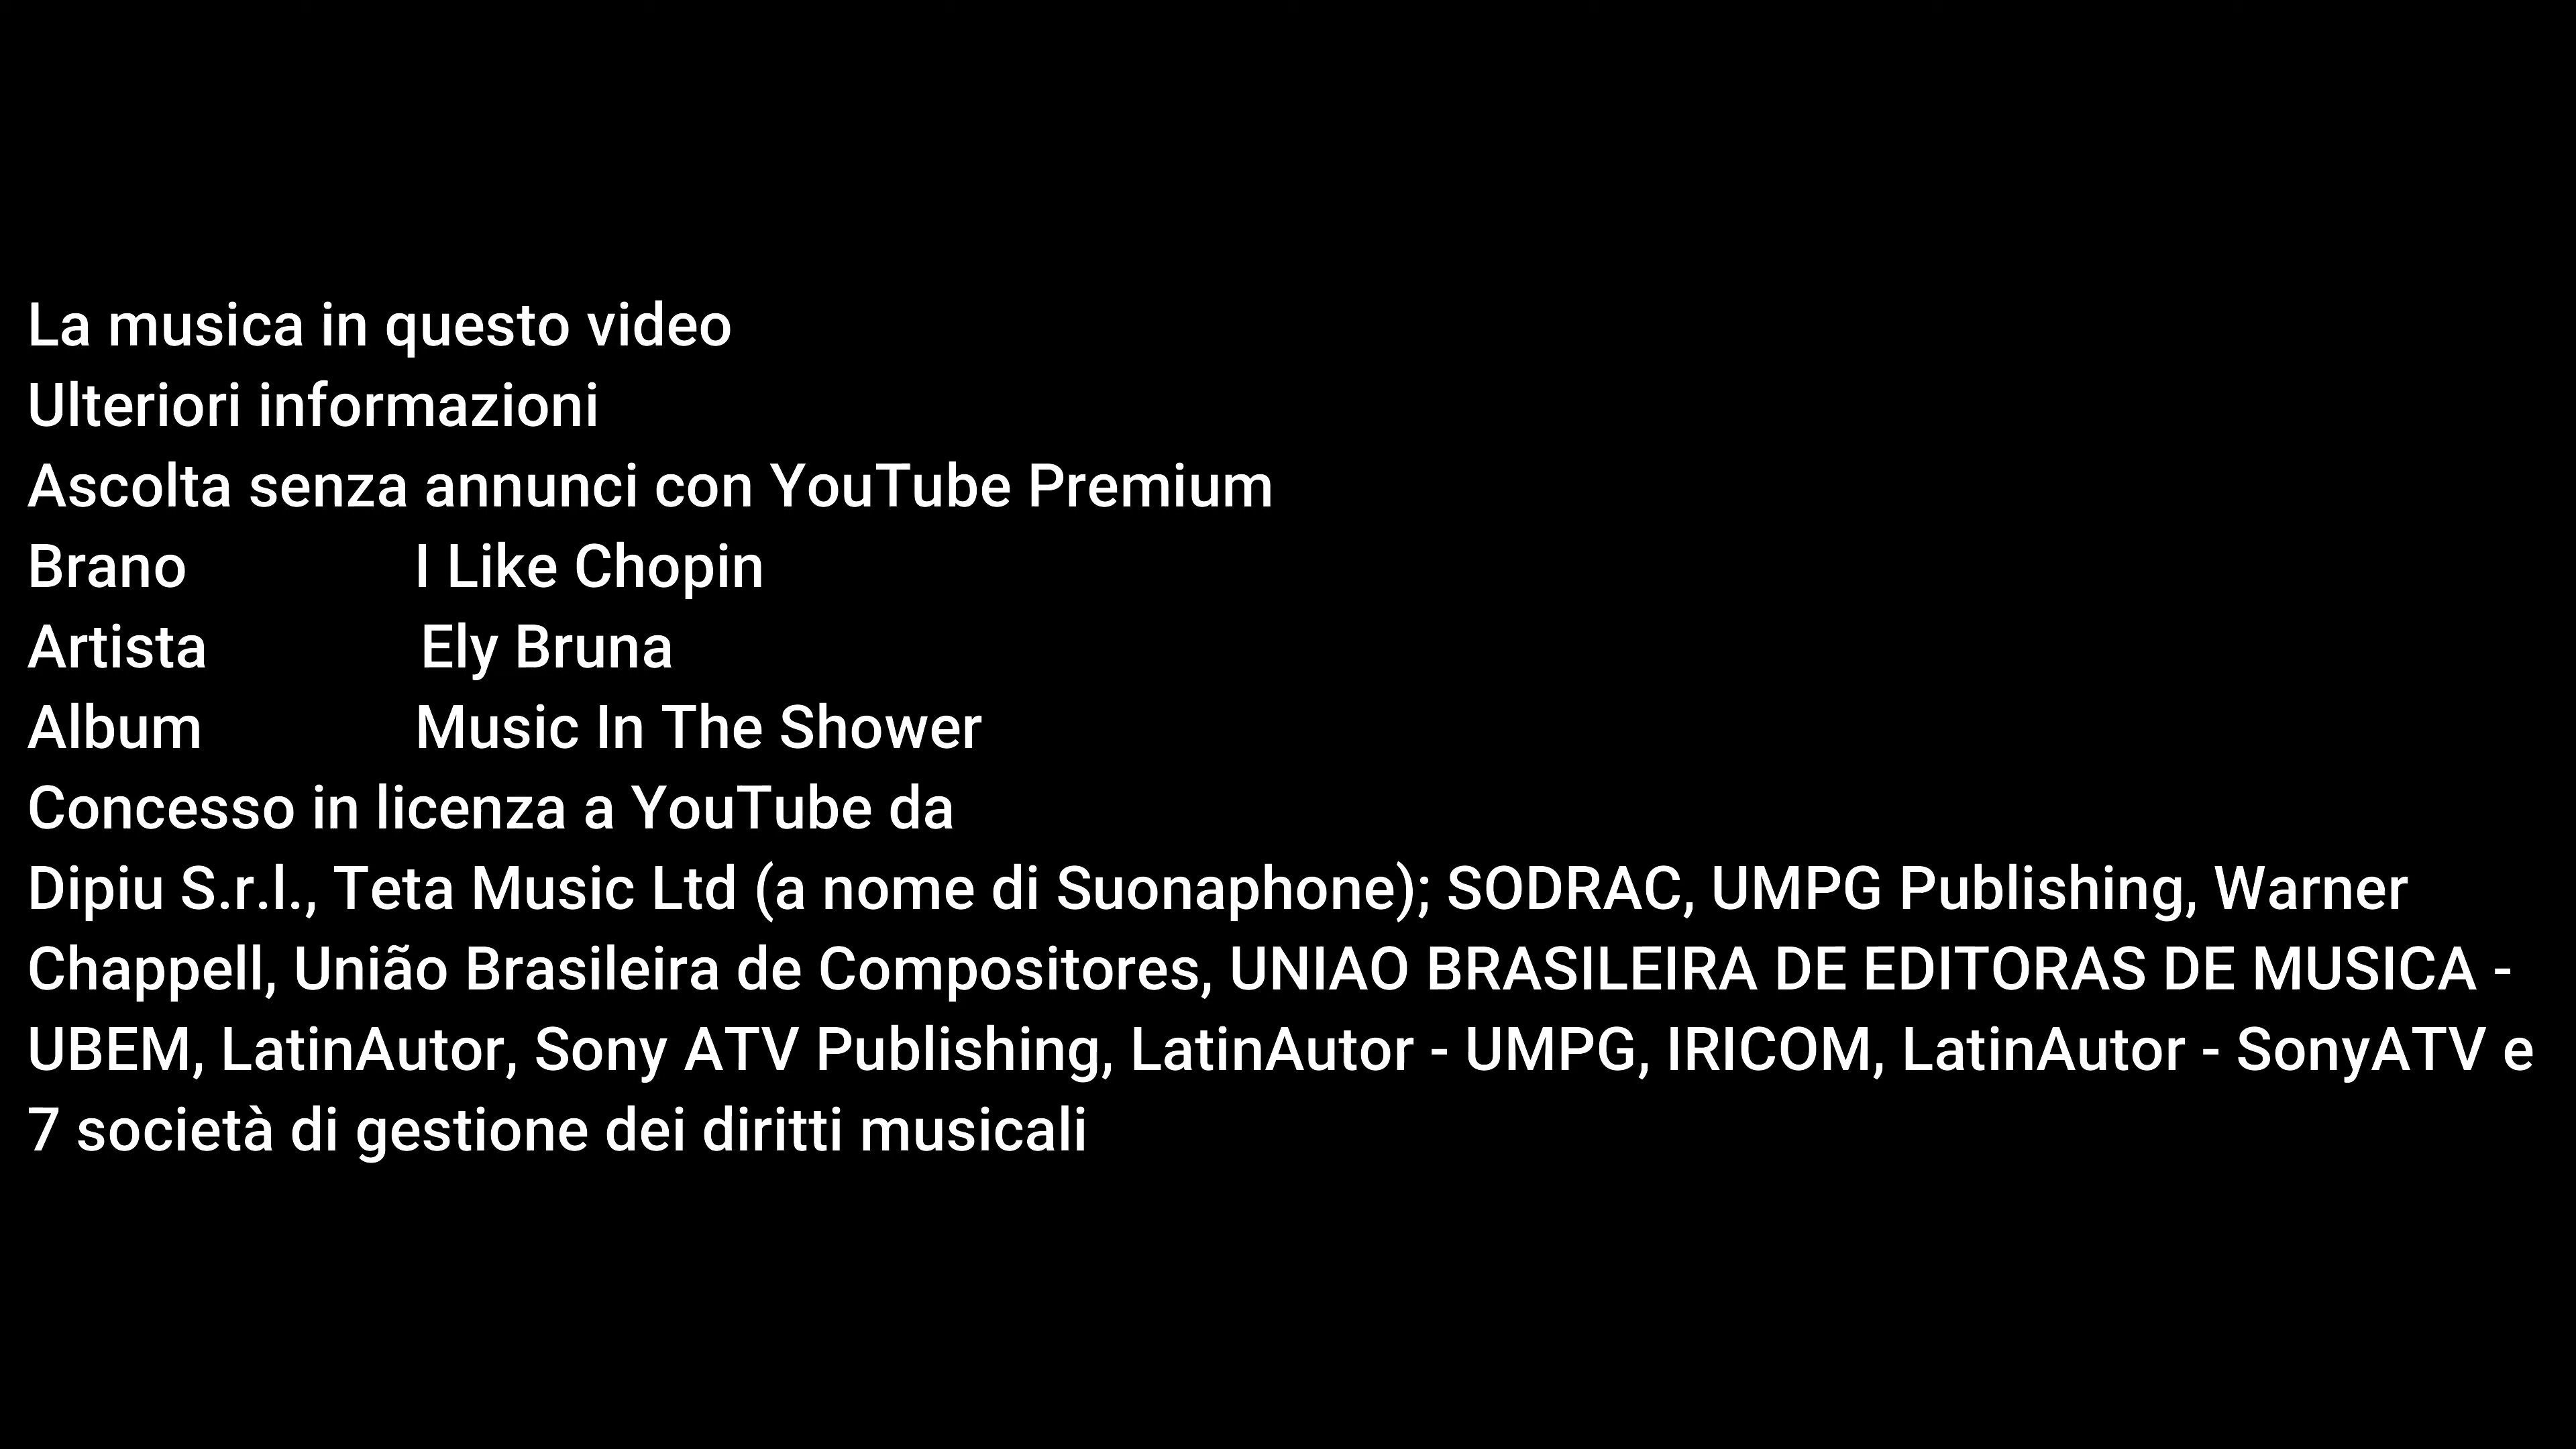 La musica in questo video
Ulteriori informazioni
Ascolta senza annunci con YouTube Premium
Brano I Like Chopin
Artista Ely Bruna
Album Music In The Shower
Concesso in licenza a YouTube da
Dipiu S.r.l., Teta Music Ltd (a nome di Suonaphone); SODRAC, UMPG Publishing, Warner
Chappell, União Brasileira de Compositores, UNIAO BRASILEIRA DE EDITORAS DE MUSICA -
UBEM, LatinAutor, Sony ATV Publishing, LatinAutor - UMPG, IRICOM, LatinAutor - SonyATV e
7 società di gestione dei diritti musicali